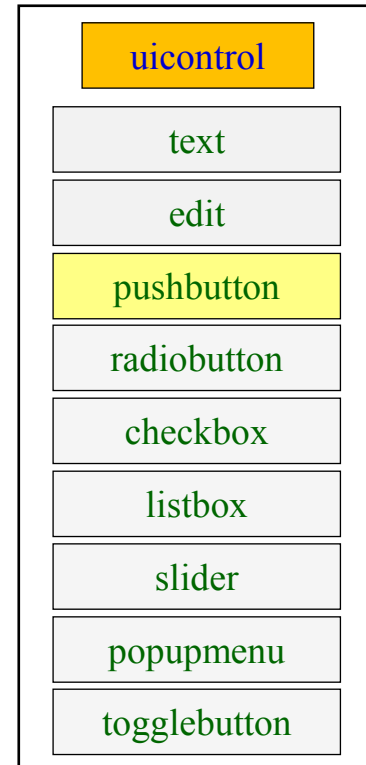 uicontrol
text
edit
pushbutton
radiobutton
checkbox
listbox
slider
popupmenu
togglebutton